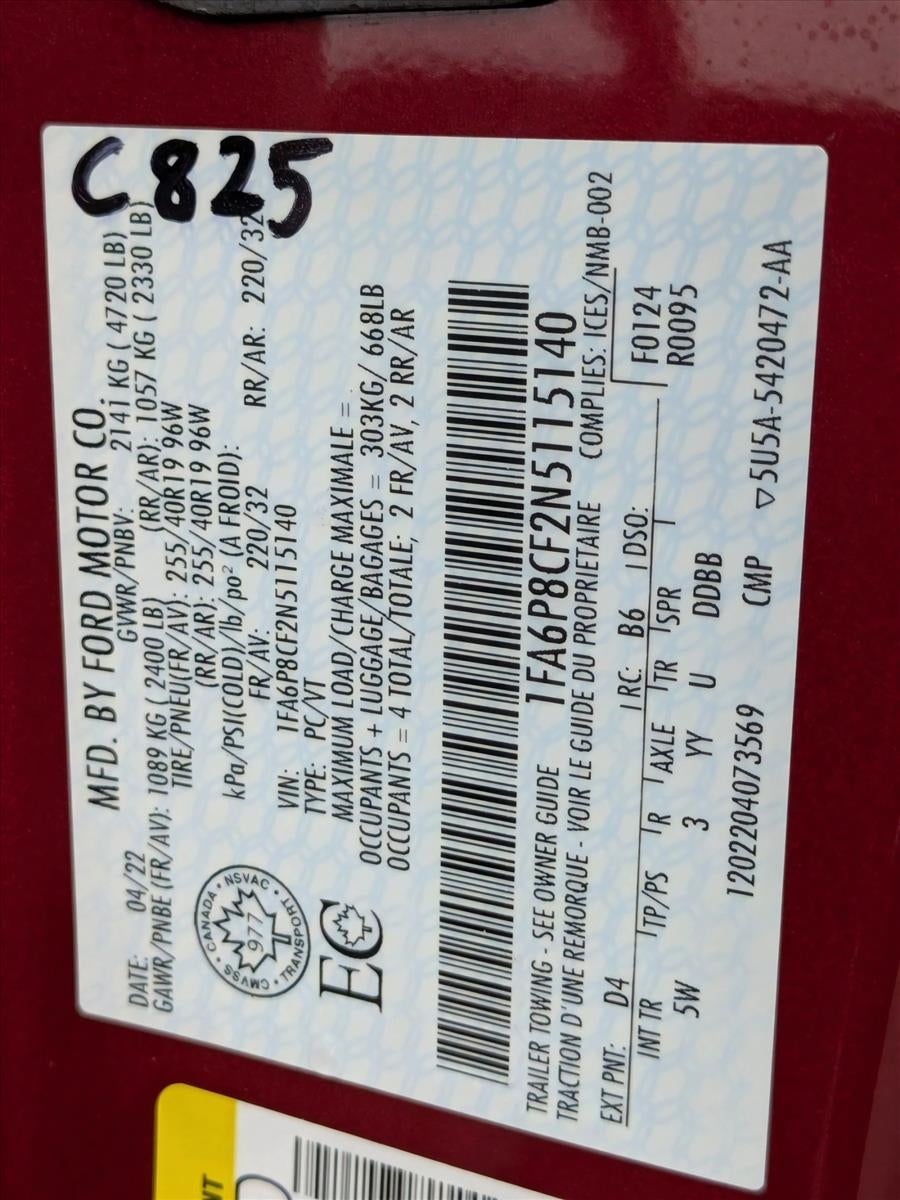 C825
MFD. BY FORD MOTOR CO.
DATE: 04/22 GVWR/PNBV: 2141 KG ( 4720 LB)
GAWR/PNBE (FR/AV): 1089 KG ( 2400 LB) (RR/AR): 1057 KG ( 2330 LB)
TIRE/PNEU(FR/AV): 255/40R19 96W
(RR/AR): 255/40R19 96W
kPa/PSI(COLD)/lb/po² (A FROID):
FR/AV: 220/32 RR/AR: 220/32
VIN: 1FA6P8CF2N5115140
TYPE: PC/VT
MAXIMUM LOAD/CHARGE MAXIMALE =
OCCUPANTS + LUGGAGE/BAGAGES = 303KG/ 668LB
OCCUPANTS = 4 TOTAL/TOTALE; 2 FR/AV, 2 RR/AR
CANADA • NSVAC • TRANSPORT • CMVSS
977
EC
1FA6P8CF2N5115140
TRAILER TOWING - SEE OWNER GUIDE
TRACTION D'UNE REMORQUE - VOIR LE GUIDE DU PROPRIETAIRE COMPLIES: ICES/NMB-002
EXT PNT: D4 RC: B6 DSO: F0124
INT TR TP/PS R AXLE TR SPR R0095
5W 3 YY U DDBB
1202204073569 CMP ▽5U5A-5420472-AA
NT